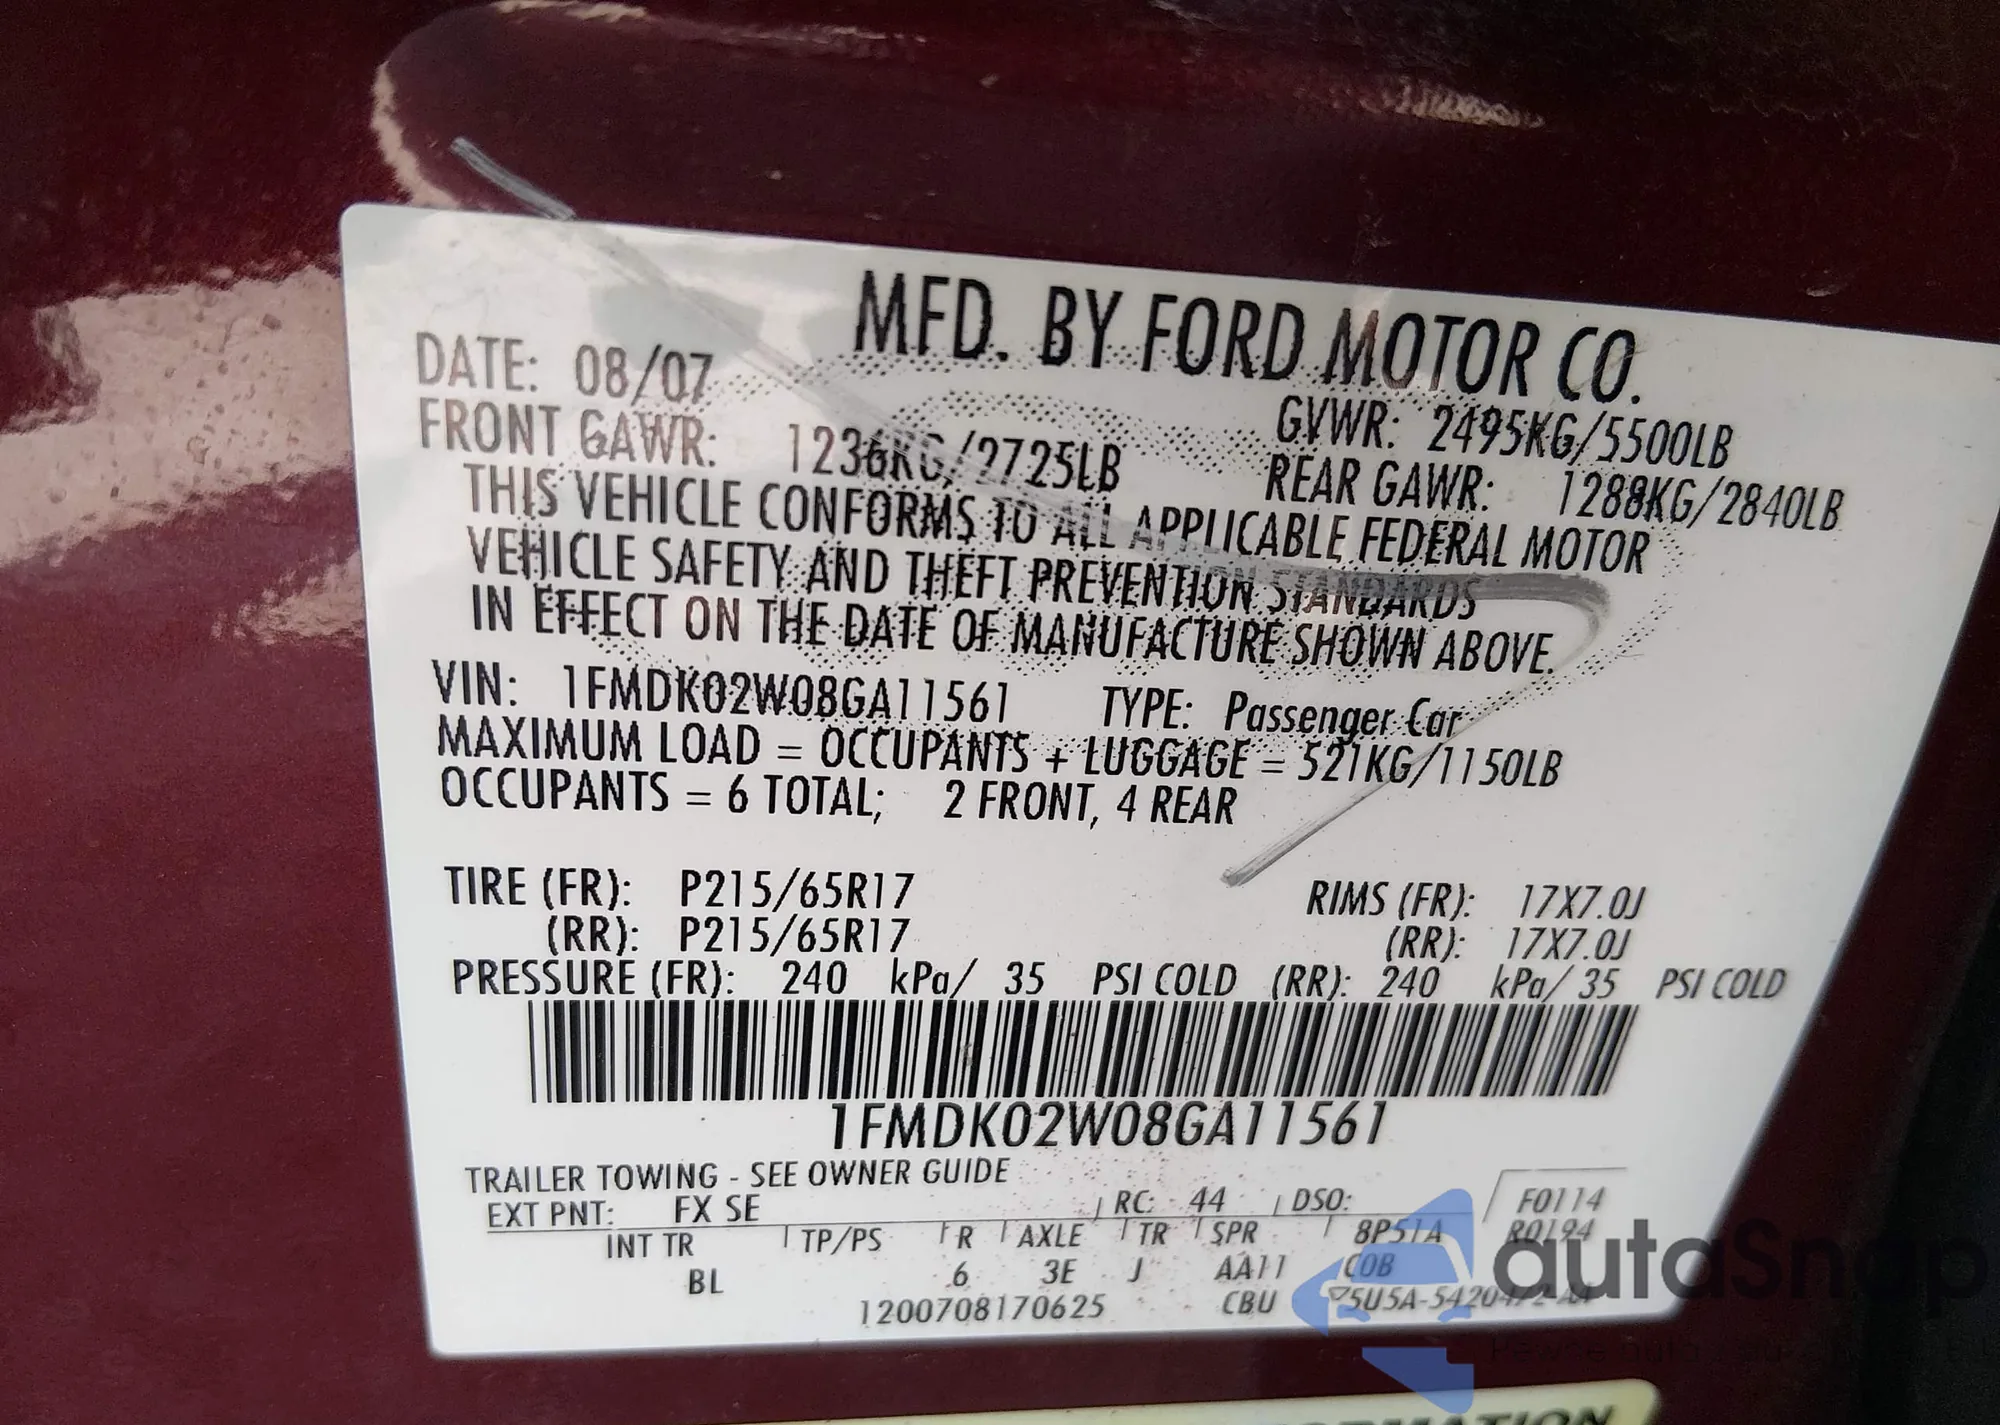 MFD. BY FORD MOTOR CO.
DATE: 08/07 GVWR: 2495KG/5500LB
FRONT GAWR: 1236KG/2725LB REAR GAWR: 1288KG/2840LB
THIS VEHICLE CONFORMS TO ALL APPLICABLE FEDERAL MOTOR
VEHICLE SAFETY AND THEFT PREVENTION STANDARDS
IN EFFECT ON THE DATE OF MANUFACTURE SHOWN ABOVE.
VIN: 1FMDK02W08GA11561 TYPE: Passenger Car
MAXIMUM LOAD = OCCUPANTS + LUGGAGE = 521KG/1150LB
OCCUPANTS = 6 TOTAL; 2 FRONT, 4 REAR
TIRE (FR): P215/65R17 RIMS (FR): 17X7.0J
(RR): P215/65R17 (RR): 17X7.0J
PRESSURE (FR): 240 kPa/ 35 PSI COLD (RR): 240 kPa/ 35 PSI COLD
1FMDK02W08GA11561
TRAILER TOWING - SEE OWNER GUIDE
EXT PNT: FX SE RC: 44 DSO: F0114
INT TR TP/PS R AXLE TR SPR 8P51A R0194
BL 6 3E J AA11 COB
1200708170625 CBU
autaSnap